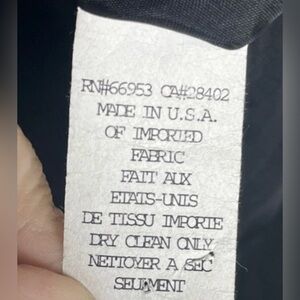 RN#66953 CA#28402
MADE IN U.S.A.
OF IMPORTED
FABRIC
FAIT AUX
ETATS-UNIS
DE TISSU IMPORTE
DRY CLEAN ONLY
NETTOYER A SEC
SEULMENT